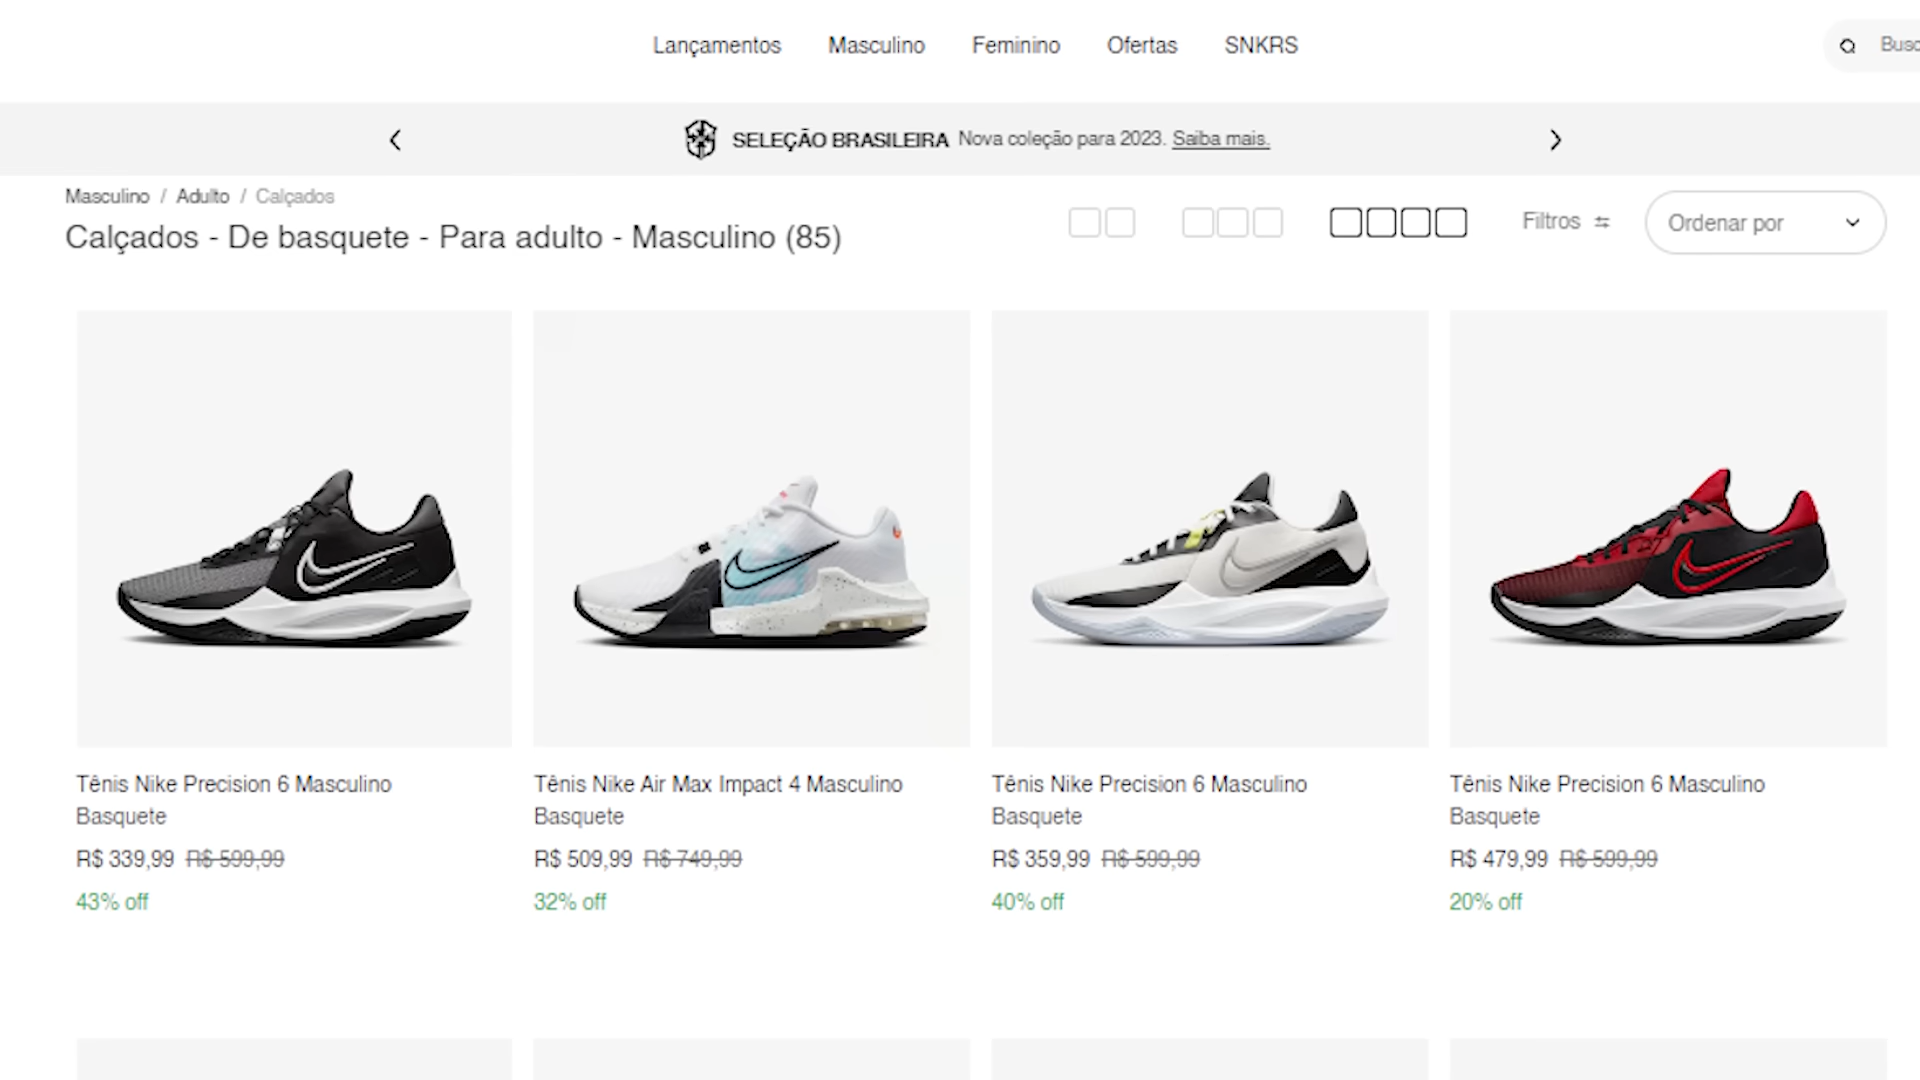 Lançamentos Masculino Feminino Ofertas SNKRS
SELEÇÃO BRASILEIRA Nova coleção para 2023. Saiba mais.
Masculino / Adulto / Calçados
Calçados - De basquete - Para adulto - Masculino (85)
Filtros
Ordenar por
Tênis Nike Precision 6 Masculino
Basquete
R$ 339,99 R$ 599,99
43% off
Tênis Nike Air Max Impact 4 Masculino
Basquete
R$ 509,99 R$ 749,99
32% off
Tênis Nike Precision 6 Masculino
Basquete
R$ 359,99 R$ 599,99
40% off
Tênis Nike Precision 6 Masculino
Basquete
R$ 479,99 R$ 599,99
20% off